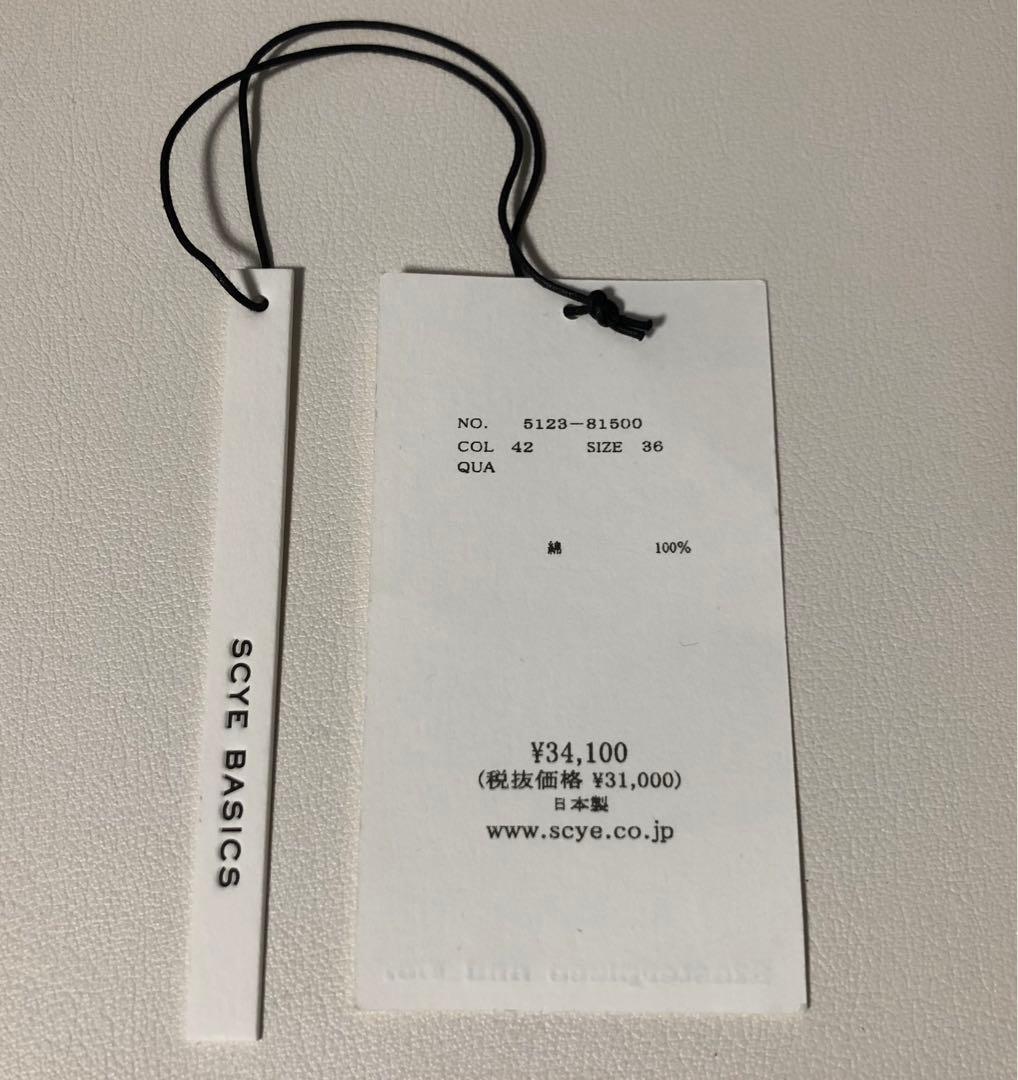 SCYE BASICS
NO. 5123-81500
COL 42 SIZE 36
QUA
綿 100%
¥34,100
(税抜価格 ¥31,000)
日本製
www.scye.co.jp